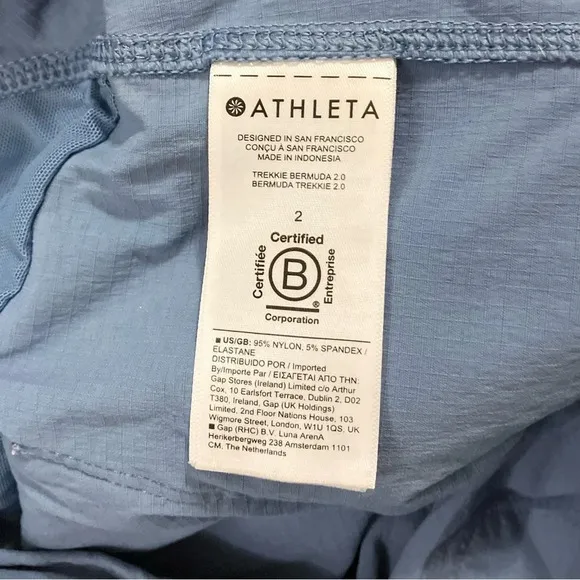 ATHLETA
DESIGNED IN SAN FRANCISCO
CONÇU À SAN FRANCISCO
MADE IN INDONESIA
TREKKIE BERMUDA 2.0
BERMUDA TREKKIE 2.0
2
Certified
Certifiée
B
Entreprise
®
Corporation
■ US/GB: 95% NYLON, 5% SPANDEX /
ELASTANE
DISTRIBUIDO POR / Imported
By/Importe Par / ΕΙΣΑΓΕΤΑΙ ΑΠΟ ΤΗΝ:
Gap Stores (Ireland) Limited c/o Arthur
Cox, 10 Earlsfort Terrace, Dublin 2, D02
T380, Ireland, Gap (UK Holdings)
Limited, 2nd Floor Nations House, 103
Wigmore Street, London, W1U 1QS, UK
■ Gap (RHC) B.V. Luna ArenA
Herikerbergweg 238 Amsterdam 1101
CM, The Netherlands